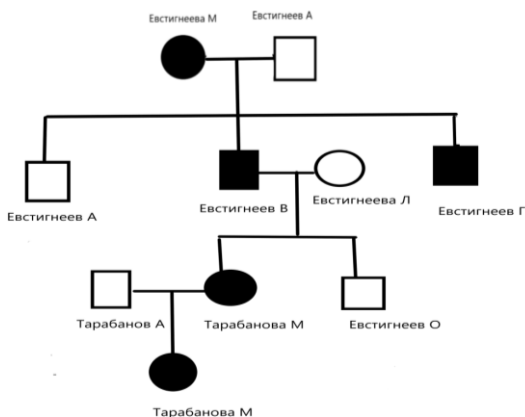 Евстигнеева М
Евстигнеев А
Евстигнеев А
Евстигнеев В
Евстигнеева Л
Евстигнеев Г
Тарабанов А
Тарабанова М
Евстигнеев О
Тарабанова М